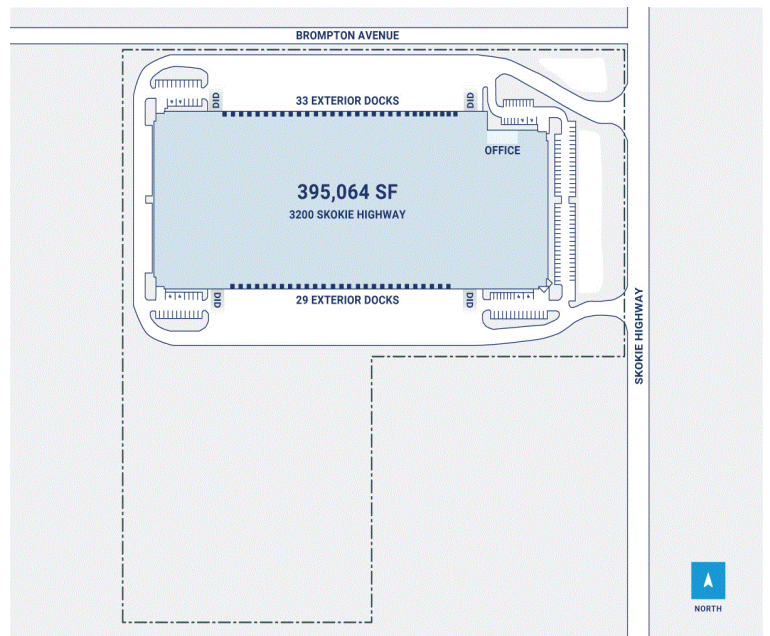 BROMPTON AVENUE
DID
33 EXTERIOR DOCKS
DID
OFFICE
395,064 SF
3200 SKOKIE HIGHWAY
DID
29 EXTERIOR DOCKS
DID
SKOKIE HIGHWAY
NORTH